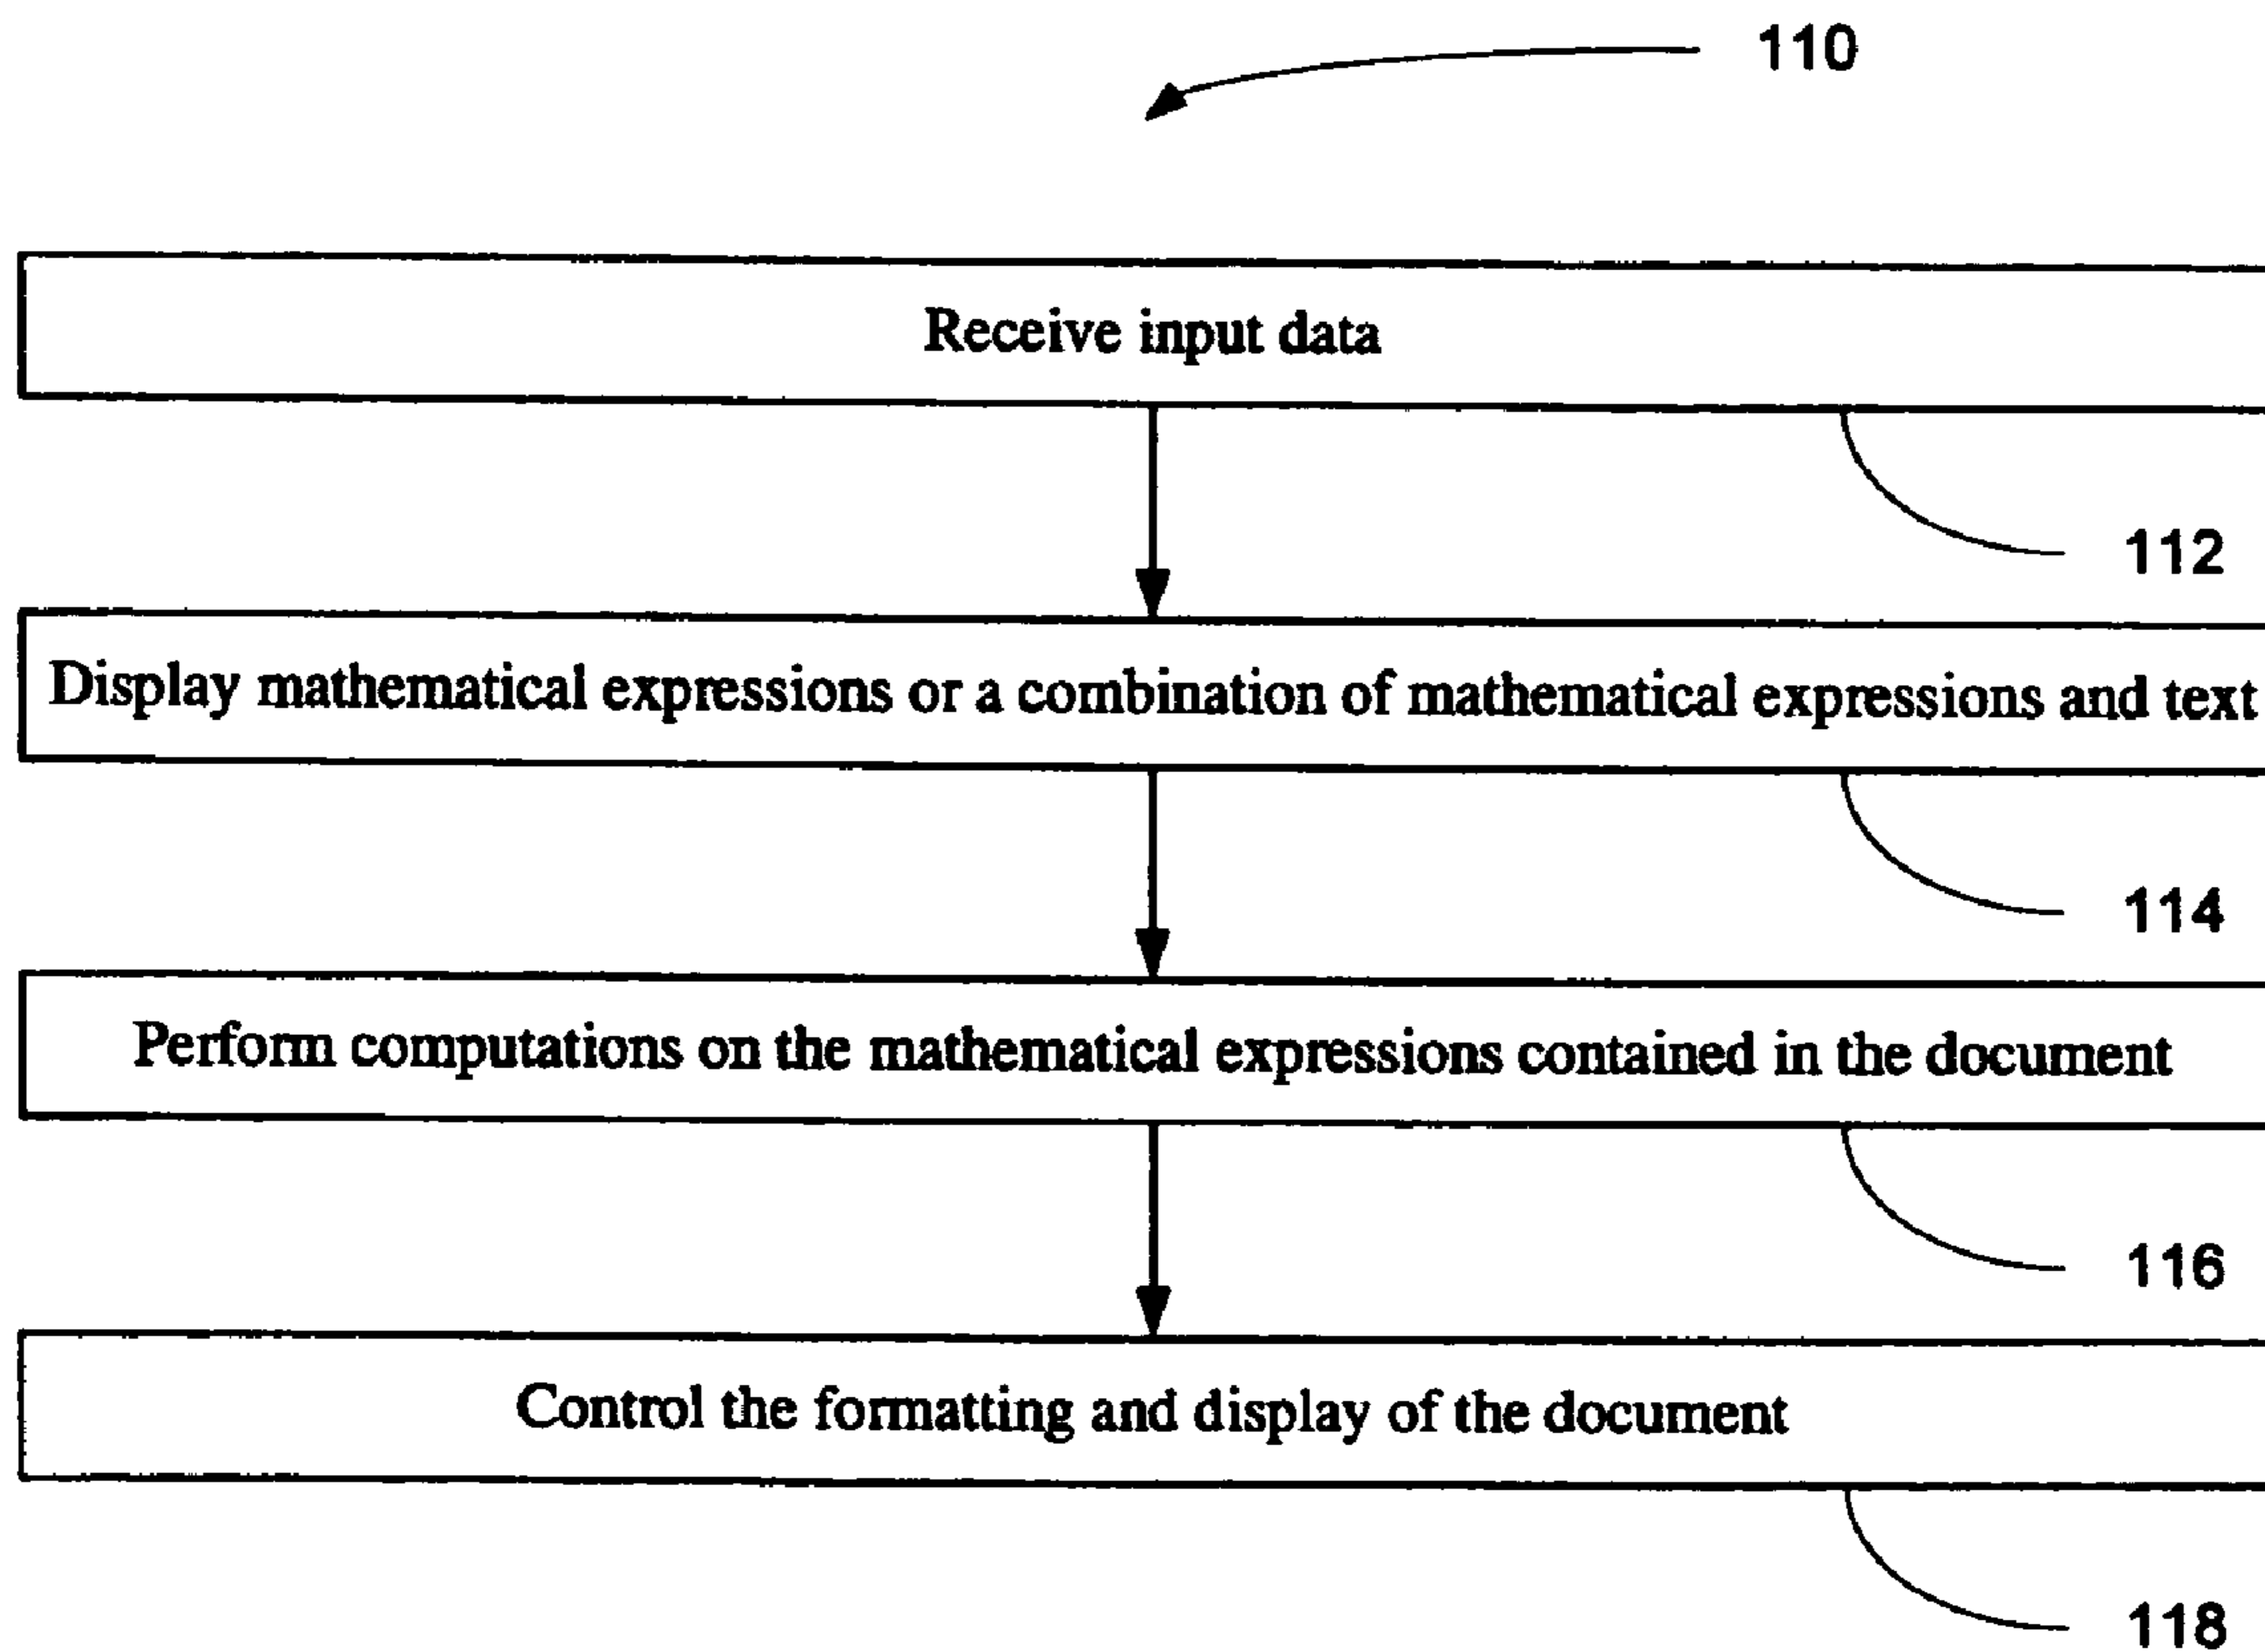 110
Receive input data
112
Display mathematical expressions or a combination of mathematical expressions and text
114
Perform computations on the mathematical expressions contained in the document
116
Control the formatting and display of the document
118